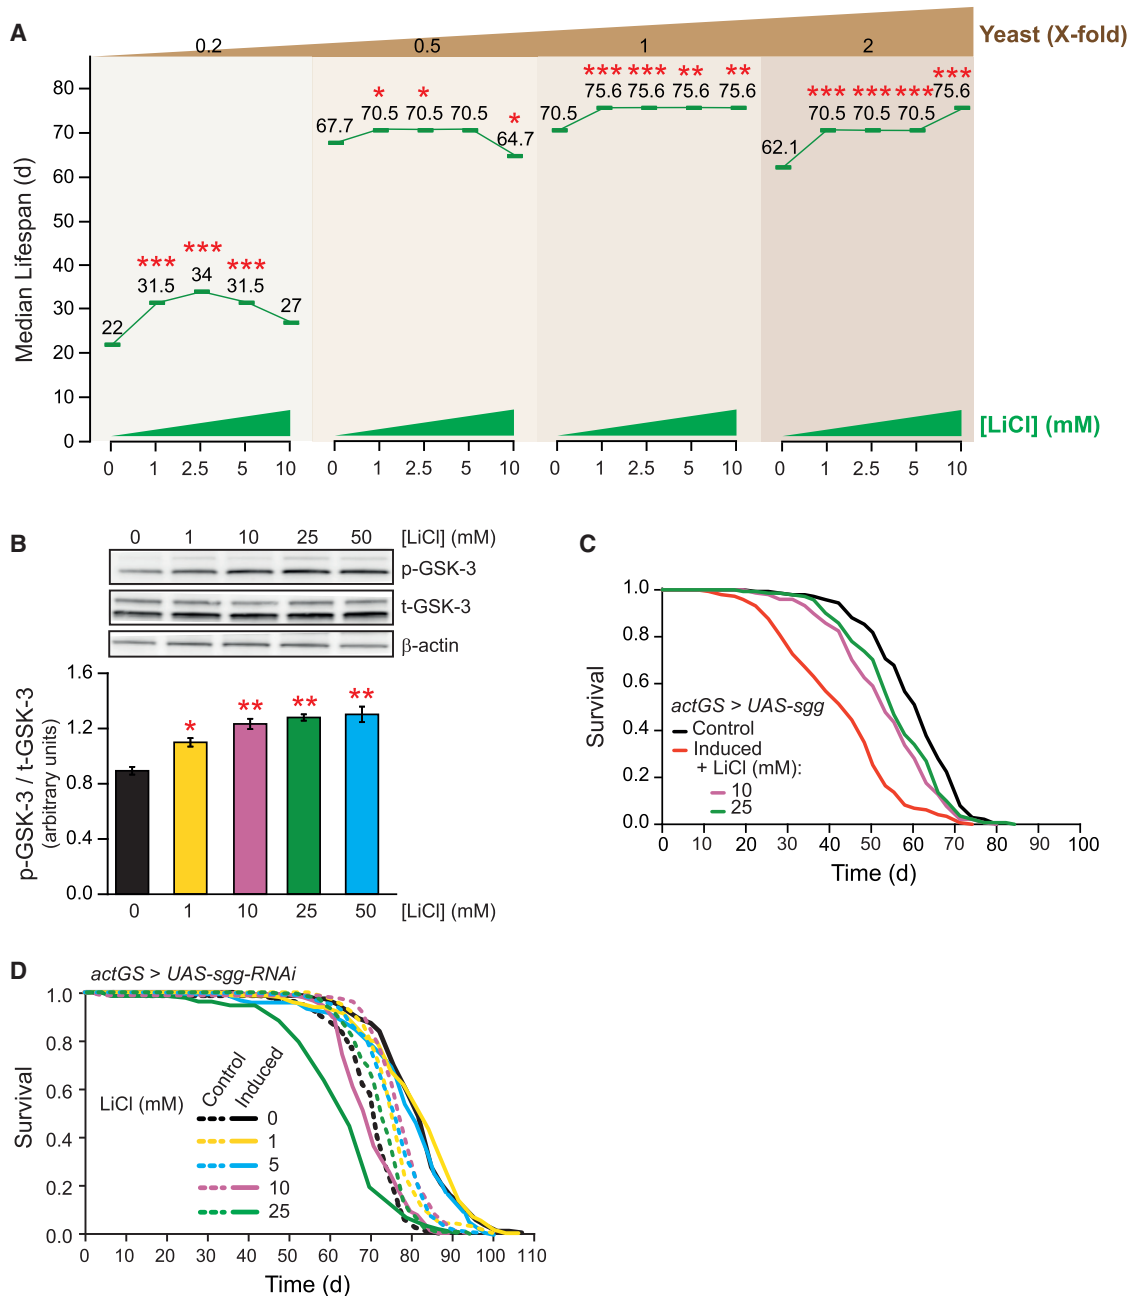 A
Yeast (X-fold)
0.2 0.5 1 2
Median Lifespan (d)
80
70
60
50
40
30
20
10
0
22 31.5 34 31.5 27
*** *** ***
67.7 70.5 70.5 70.5 64.7
* * *
70.5 75.6 75.6 75.6 75.6
*** *** ** **
62.1 70.5 70.5 70.5 75.6
*** *** *** ***
[LiCl] (mM)
0 1 2.5 5 10 0 1 2.5 5 10 0 1 2.5 5 10 0 1 2.5 5 10
B
0 1 10 25 50 [LiCl] (mM)
p-GSK-3
t-GSK-3
β-actin
p-GSK-3 / t-GSK-3
(arbitrary units)
1.6
1.2
0.8
0.4
0.0
* ** ** **
0 1 10 25 50 [LiCl] (mM)
C
Survival
1.0
0.8
0.6
0.4
0.2
0.0
actGS > UAS-sgg
Control
Induced
+ LiCl (mM):
10
25
0 10 20 30 40 50 60 70 80 90 100
Time (d)
D
actGS > UAS-sgg-RNAi
Survival
1.0
0.8
0.6
0.4
0.2
0.0
Control
Induced
LiCl (mM)
0
1
5
10
25
0 10 20 30 40 50 60 70 80 90 100 110
Time (d)